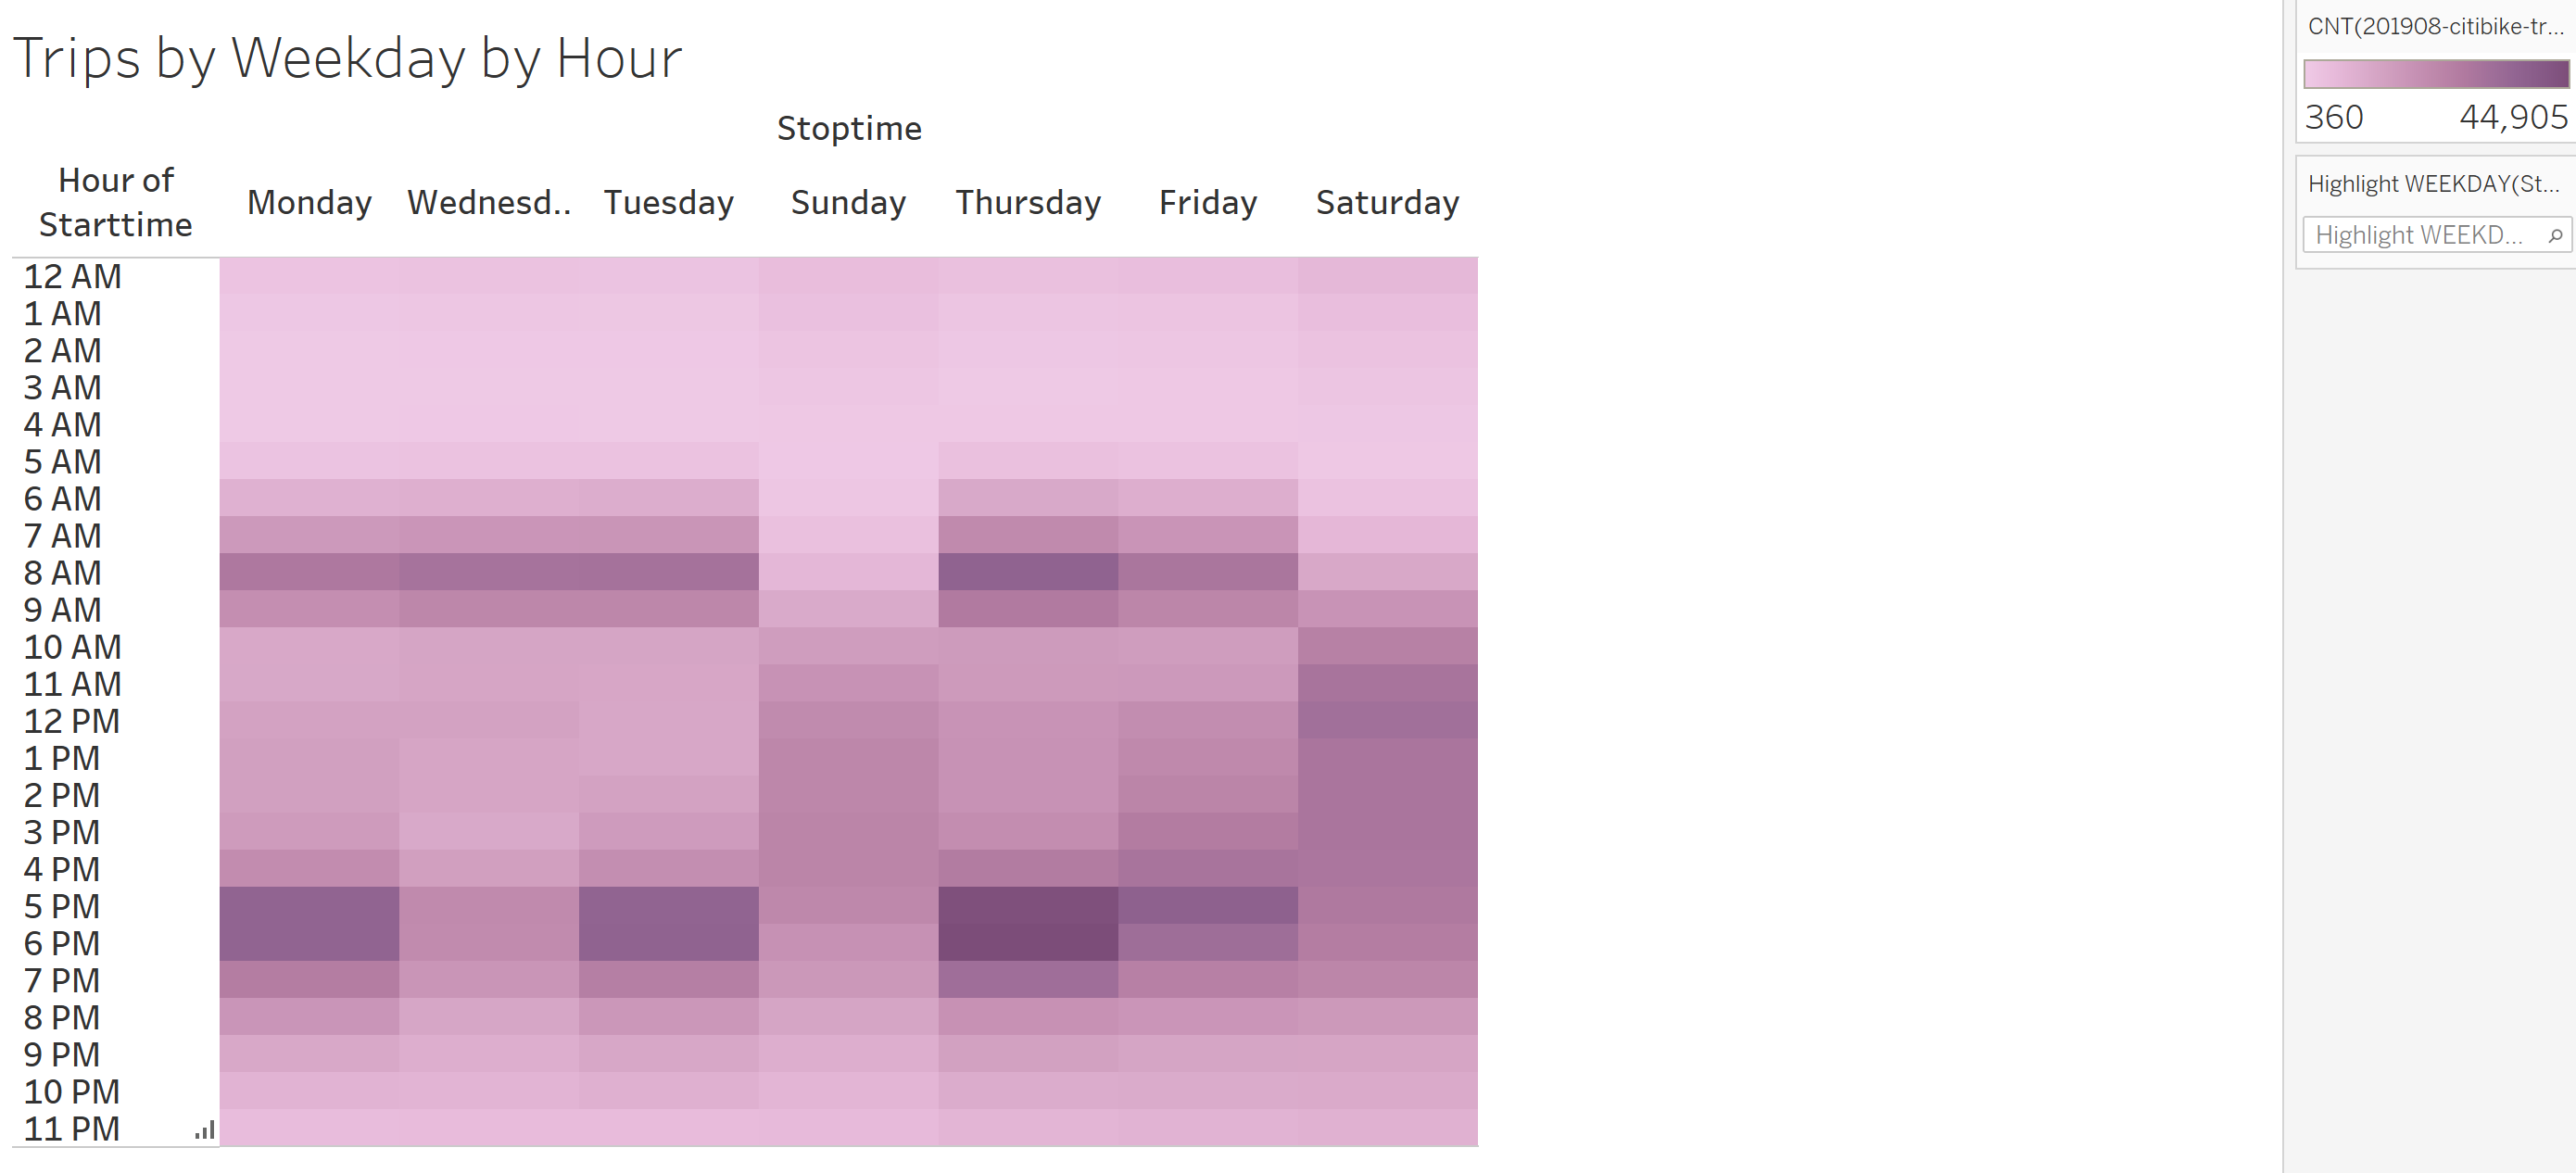 Trips by Weekday by Hour
Stoptime
Hour of
Starttime
Monday Wednesd.. Tuesday Sunday Thursday Friday Saturday
12 AM
1 AM
2 AM
3 AM
4 AM
5 AM
6 AM
7 AM
8 AM
9 AM
10 AM
11 AM
12 PM
1 PM
2 PM
3 PM
4 PM
5 PM
6 PM
7 PM
8 PM
9 PM
10 PM
11 PM
CNT(201908-citibike-tr...
360 44,905
Highlight WEEKDAY(St...
Highlight WEEKD...